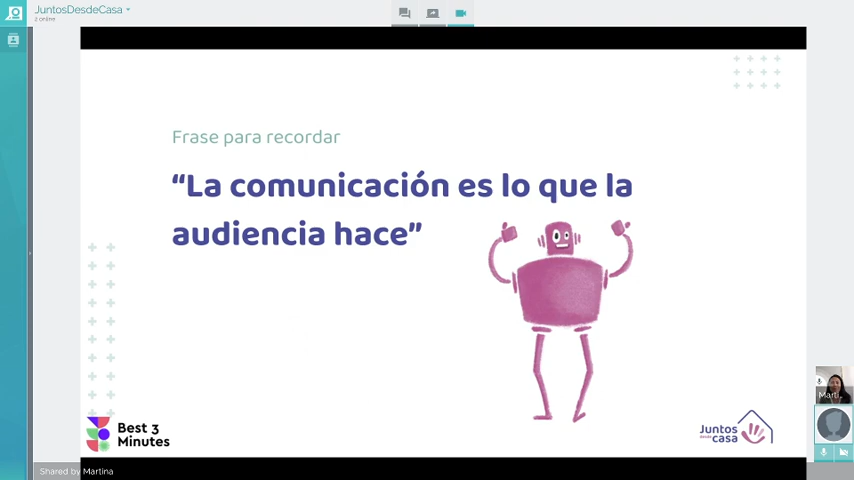 JuntosDesdeCasa
2 online
Frase para recordar
“La comunicación es lo que la
audiencia hace”
Best 3
Minutes
Juntos
desde
casa
Marti...
Shared by Martina